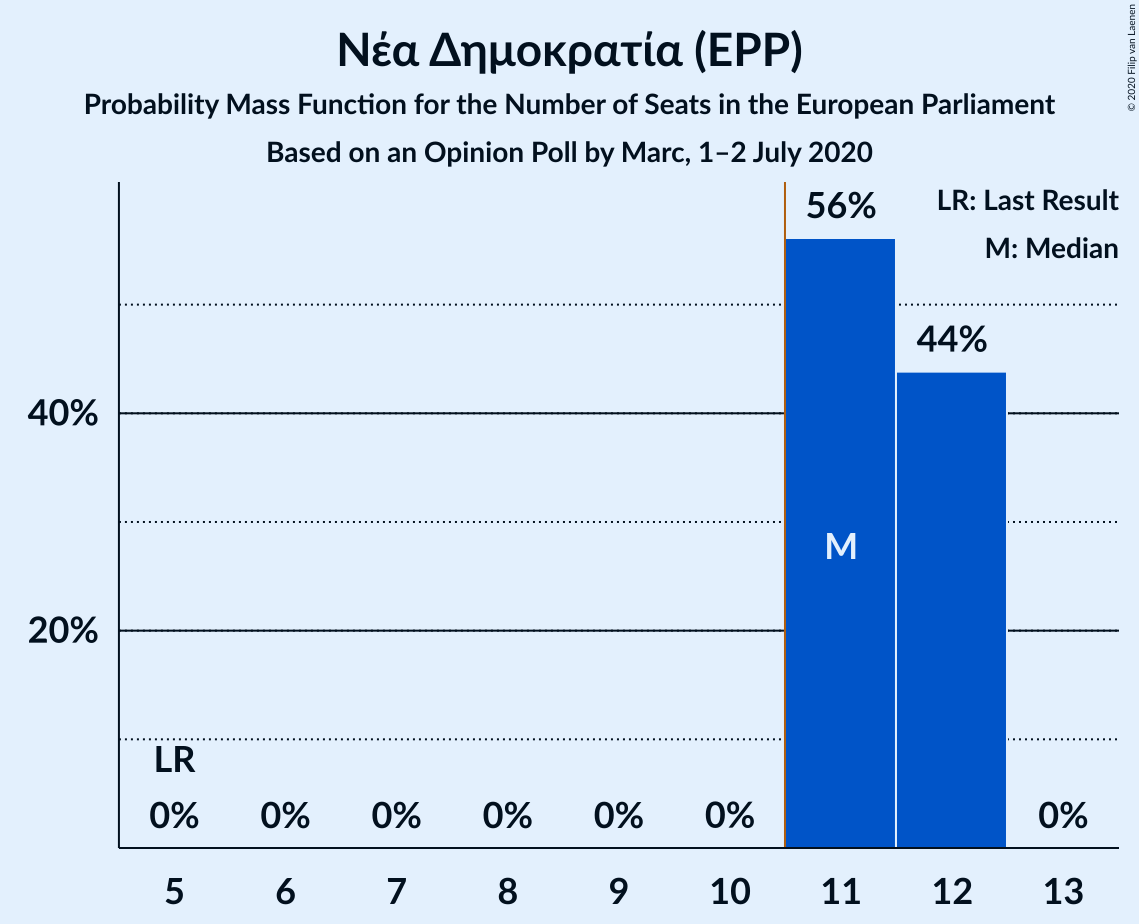 Νέα Δημοκρατία (EPP)
Probability Mass Function for the Number of Seats in the European Parliament
Based on an Opinion Poll by Marc, 1–2 July 2020
© 2020 Filip van Laenen
LR: Last Result
M: Median
56%
44%
40%
20%
M
LR
0% 0% 0% 0% 0% 0% 0%
5 6 7 8 9 10 11 12 13